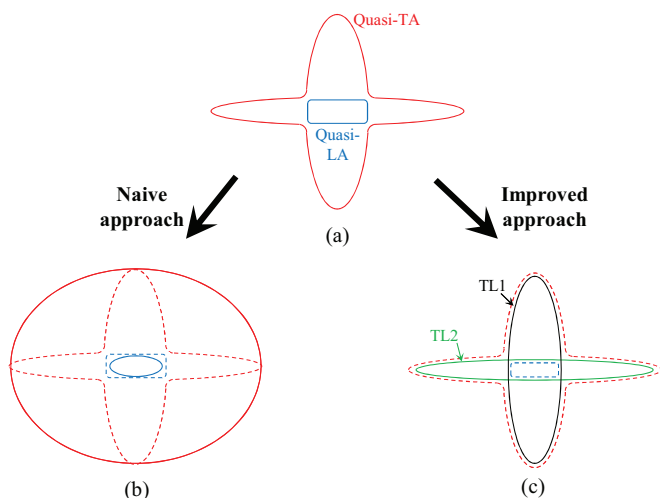 Quasi-TA
Quasi-
LA
Naive
approach
Improved
approach
(a)
TL1
TL2
(b)
(c)